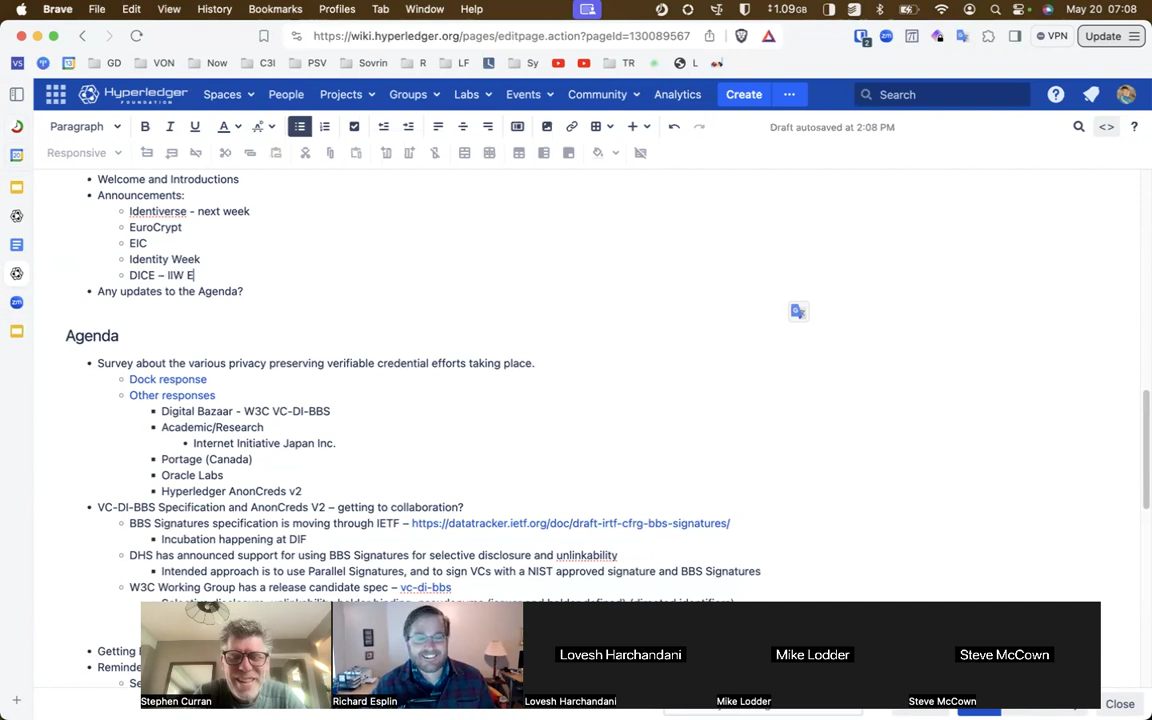 Brave File Edit View History Bookmarks Profiles Tab Window Help 1.09GB May 20 07:08
https://wiki.hyperledger.org/pages/editpage.action?pageId=130089567 2 VPN Update
VS GD VON Now C3I PSV Sovrin R LF Sy TR L
HYPERLEDGER FOUNDATION Spaces People Projects Groups Labs Events Community Analytics Create Search
Paragraph B I U A Draft autosaved at 2:08 PM
Responsive
Welcome and Introductions
Announcements:
Identiverse - next week
EuroCrypt
EIC
Identity Week
DICE – IIW E
Any updates to the Agenda?
Agenda
Survey about the various privacy preserving verifiable credential efforts taking place.
Dock response
Other responses
Digital Bazaar - W3C VC-DI-BBS
Academic/Research
Internet Initiative Japan Inc.
Portage (Canada)
Oracle Labs
Hyperledger AnonCreds v2
VC-DI-BBS Specification and AnonCreds V2 – getting to collaboration?
BBS Signatures specification is moving through IETF – https://datatracker.ietf.org/doc/draft-irtf-cfrg-bbs-signatures/
Incubation happening at DIF
DHS has announced support for using BBS Signatures for selective disclosure and unlinkability
Intended approach is to use Parallel Signatures, and to sign VCs with a NIST approved signature and BBS Signatures
W3C Working Group has a release candidate spec – vc-di-bbs
Getting
Reminde
Se
Lovesh Harchandani Mike Lodder Steve McCown
Stephen Curran Richard Esplin Lovesh Harchandani Mike Lodder Steve McCown
Close